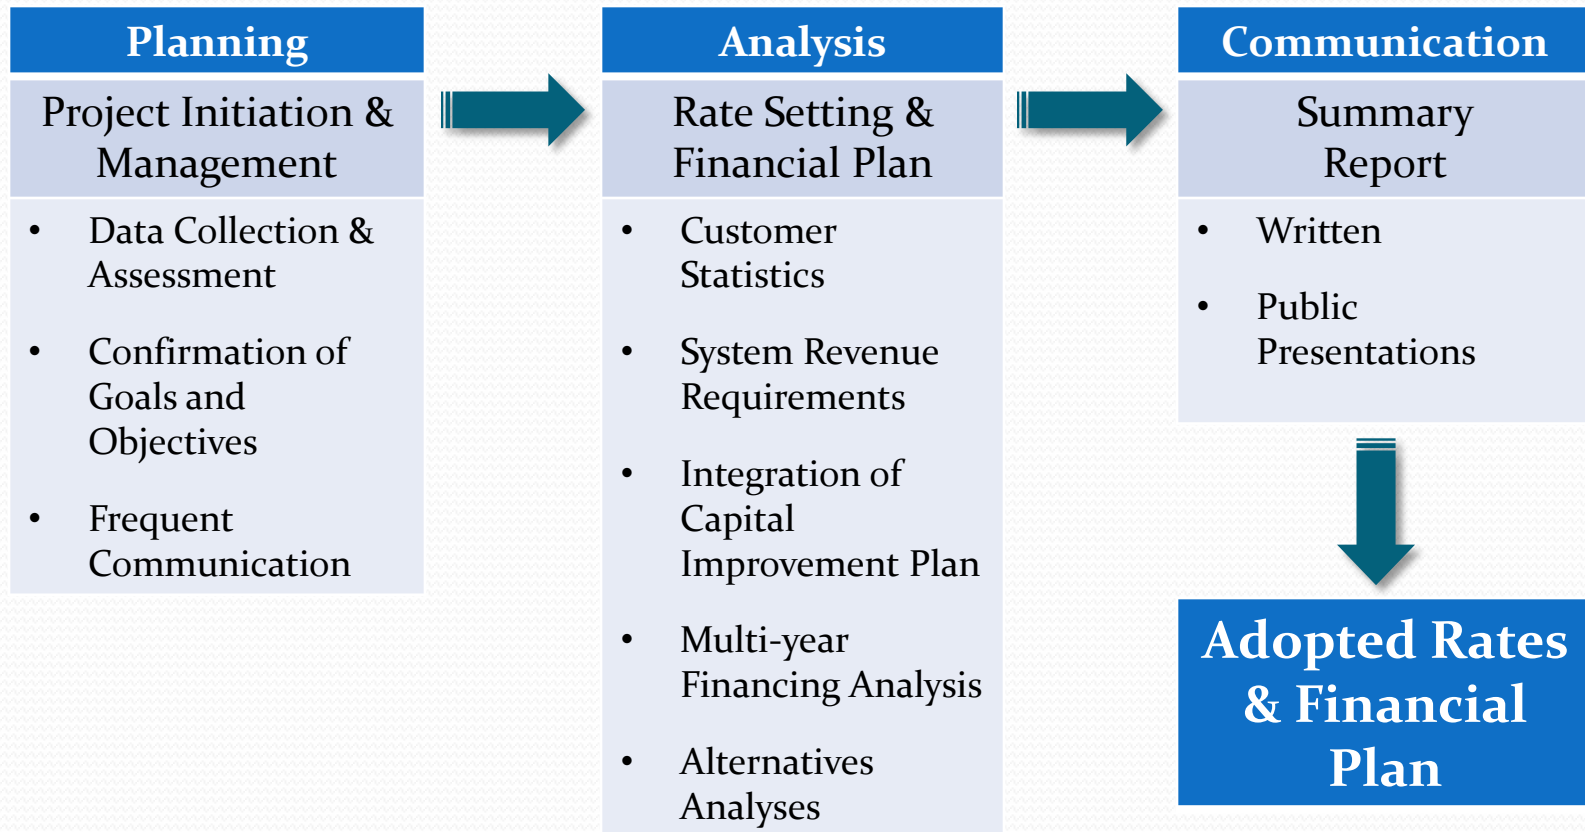 Planning
Project Initiation &
Management
• Data Collection &
Assessment
• Confirmation of
Goals and
Objectives
• Frequent
Communication
Analysis
Rate Setting &
Financial Plan
• Customer
Statistics
• System Revenue
Requirements
• Integration of
Capital
Improvement Plan
• Multi-year
Financing Analysis
• Alternatives
Analyses
Communication
Summary
Report
• Written
• Public
Presentations
Adopted Rates
& Financial
Plan